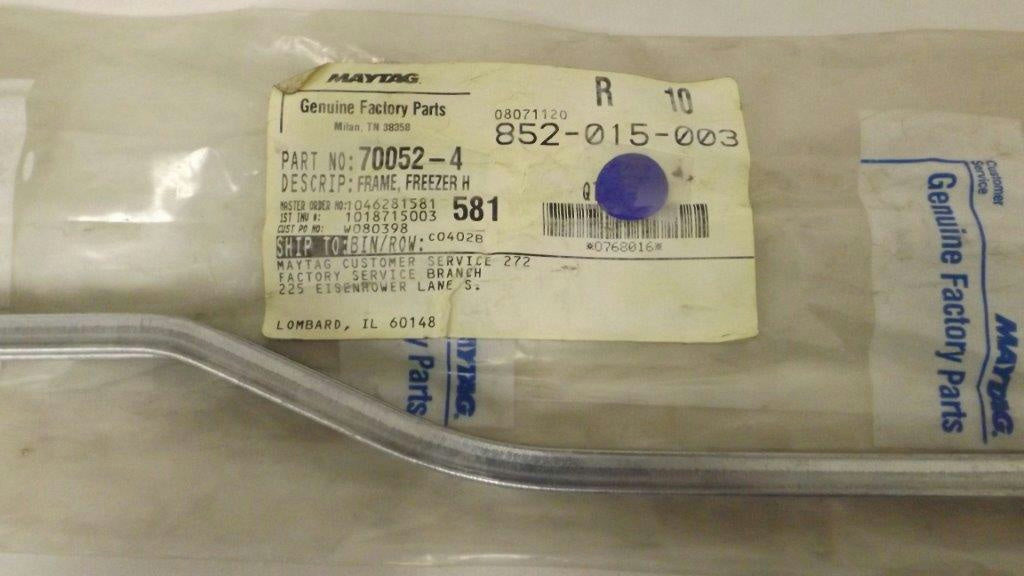 MAYTAG
Genuine Factory Parts
Milan, TN 38358
R 10
08071120
852-015-003
PART NO: 70052-4
DESCRIP: FRAME, FREEZER H
MASTER ORDER NO: 1046281581
1ST INV #: 1018715003 581
CUST PO NO: W080398
SHIP TO: BIN/ROW: C0402B
Q
*0768016*
MAYTAG CUSTOMER SERVICE 272
FACTORY SERVICE BRANCH
225 EISENHOWER LANE S.
LOMBARD, IL 60148
Customer
Service
Genuine Factory Parts
MAYTAG
y Parts
MAYTAG